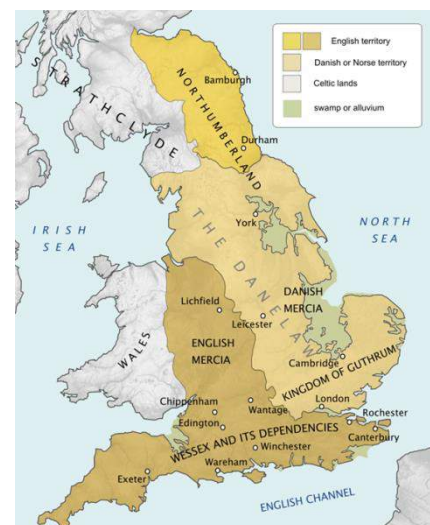 English territory
Danish or Norse territory
Celtic lands
swamp or alluvium
STRATHCLYDE
NORTHUMBERLAND
Bamburgh
Durham
IRISH
SEA
NORTH
SEA
York
THE DANELAW
Lichfield
DANISH
MERCIA
Leicester
ENGLISH
MERCIA
WALES
Cambridge
KINGDOM OF GUTHRUM
Chippenham
Wantage
London
Rochester
Edington
WESSEX AND ITS DEPENDENCIES
Canterbury
Winchester
Exeter
Wareham
ENGLISH CHANNEL